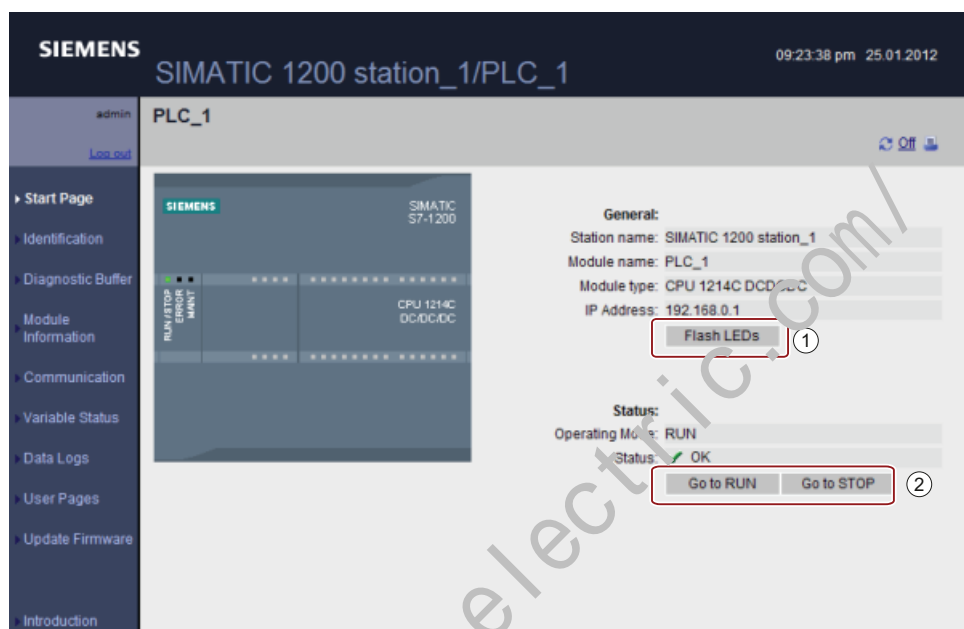 SIEMENS
SIMATIC 1200 station_1/PLC_1
09:23:38 pm 25.01.2012
admin
Log out
PLC_1
Off
Start Page
Identification
Diagnostic Buffer
Module
Information
Communication
Variable Status
Data Logs
User Pages
Update Firmware
Introduction
SIEMENS
SIMATIC
S7-1200
RUN / STOP
ERROR
MAINT
CPU 1214C
DC/DC/DC
General:
Station name: SIMATIC 1200 station_1
Module name: PLC_1
Module type: CPU 1214C
IP Address: 192.168.0.1
Flash LEDs
1
Status:
Operating RUN
Status: OK
Go to RUN Go to STOP
2
electric.com/